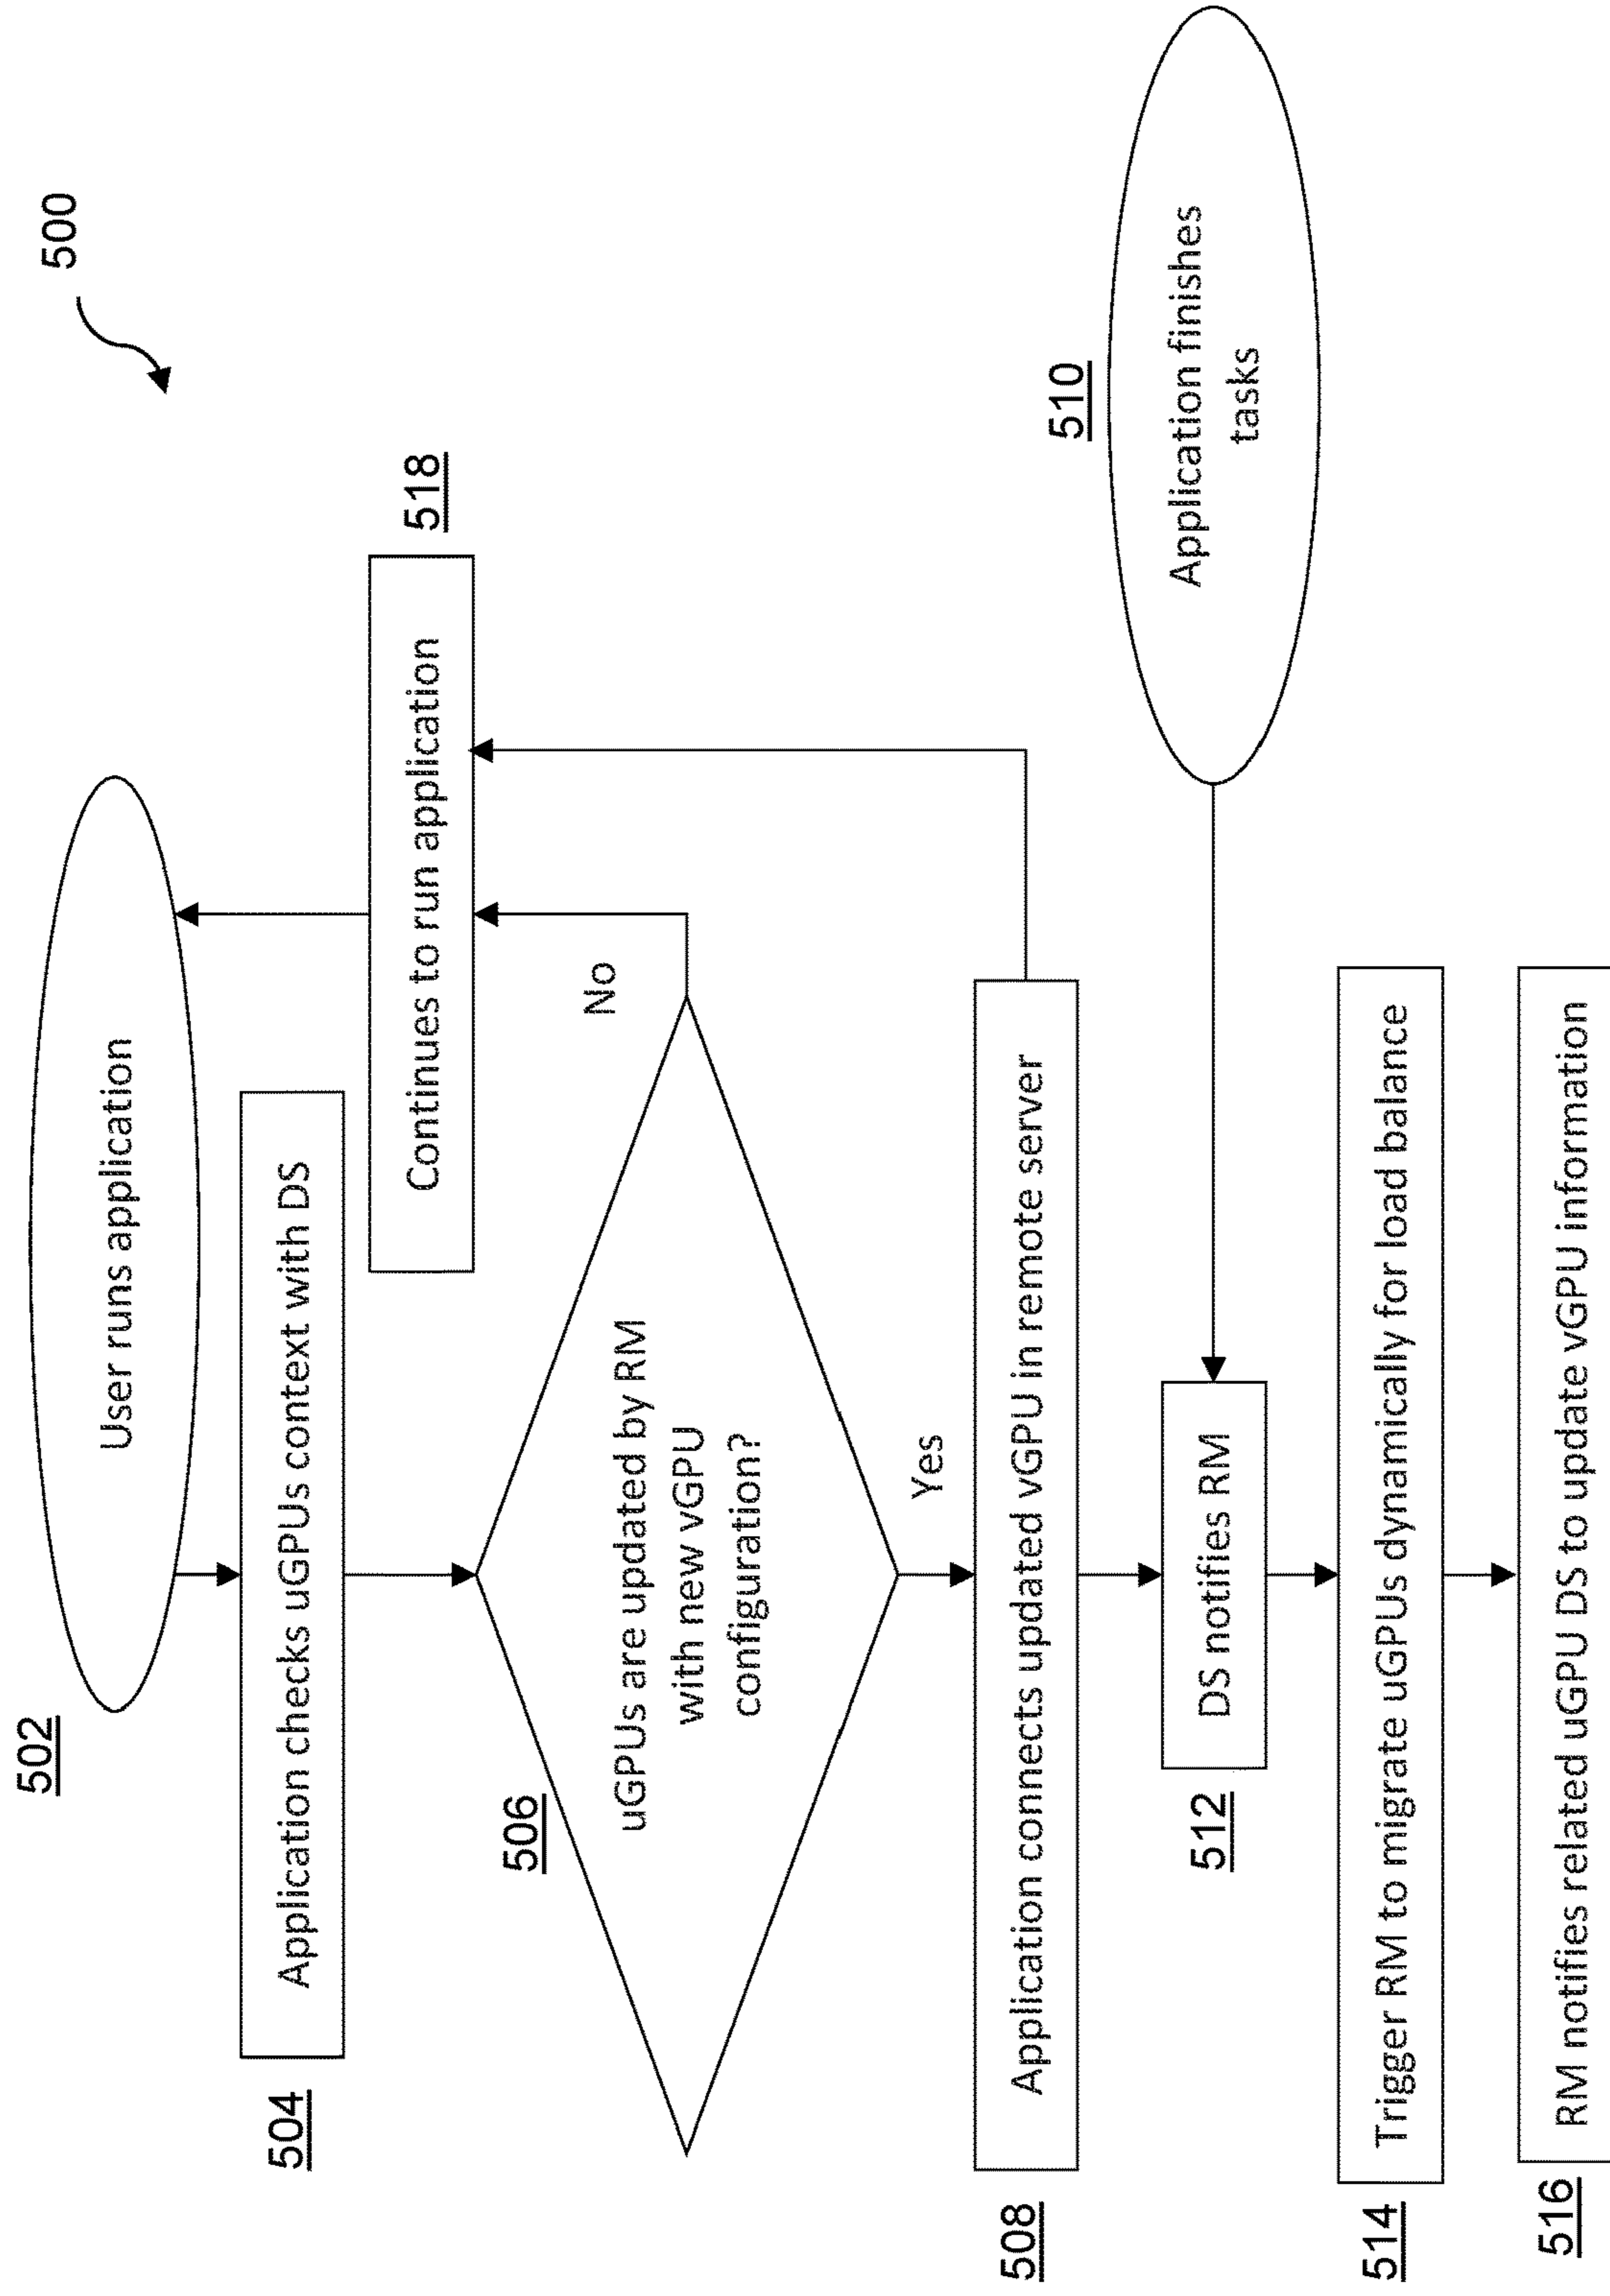 500
502
User runs application
504
Application checks uGPUs context with DS
518
Continues to run application
506
uGPUs are updated by RM
with new vGPU
configuration?
No
Yes
508
Application connects updated vGPU in remote server
510
Application finishes
tasks
512
DS notifies RM
514
Trigger RM to migrate uGPUs dynamically for load balance
516
RM notifies related uGPU DS to update vGPU information